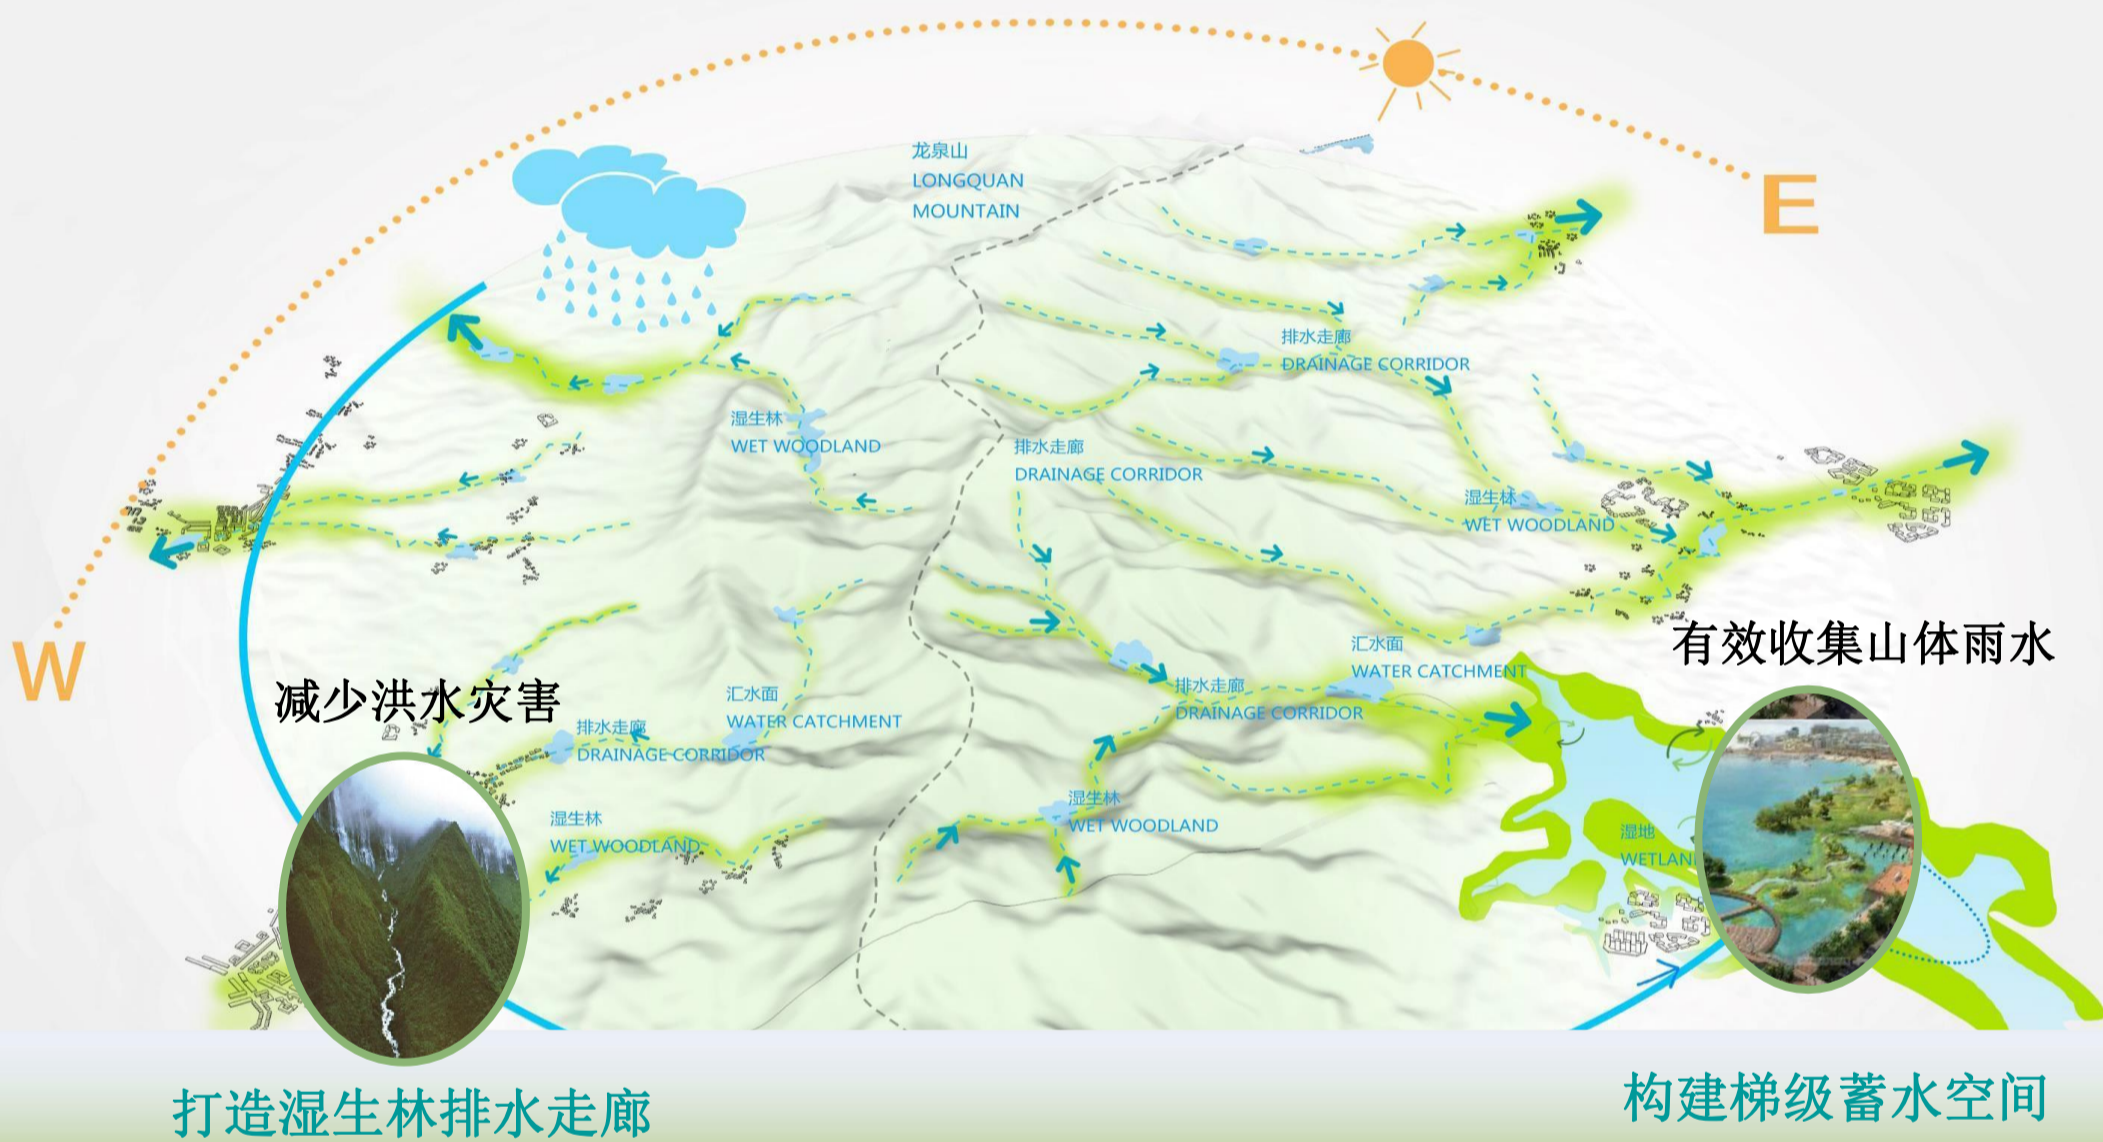 龙泉山
LONGQUAN
MOUNTAIN
E
排水走廊
DRAINAGE CORRIDOR
湿生林
WET WOODLAND
排水走廊
DRAINAGE CORRIDOR
湿生林
WET WOODLAND
W
有效收集山体雨水
汇水面
WATER CATCHMENT
减少洪水灾害
排水走廊
DRAINAGE CORRIDOR
汇水面
WATER CATCHMENT
排水走廊
DRAINAGE CORRIDOR
湿生林
WET WOODLAND
湿生林
WET WOODLAND
湿地
WETLAN
打造湿生林排水走廊
构建梯级蓄水空间